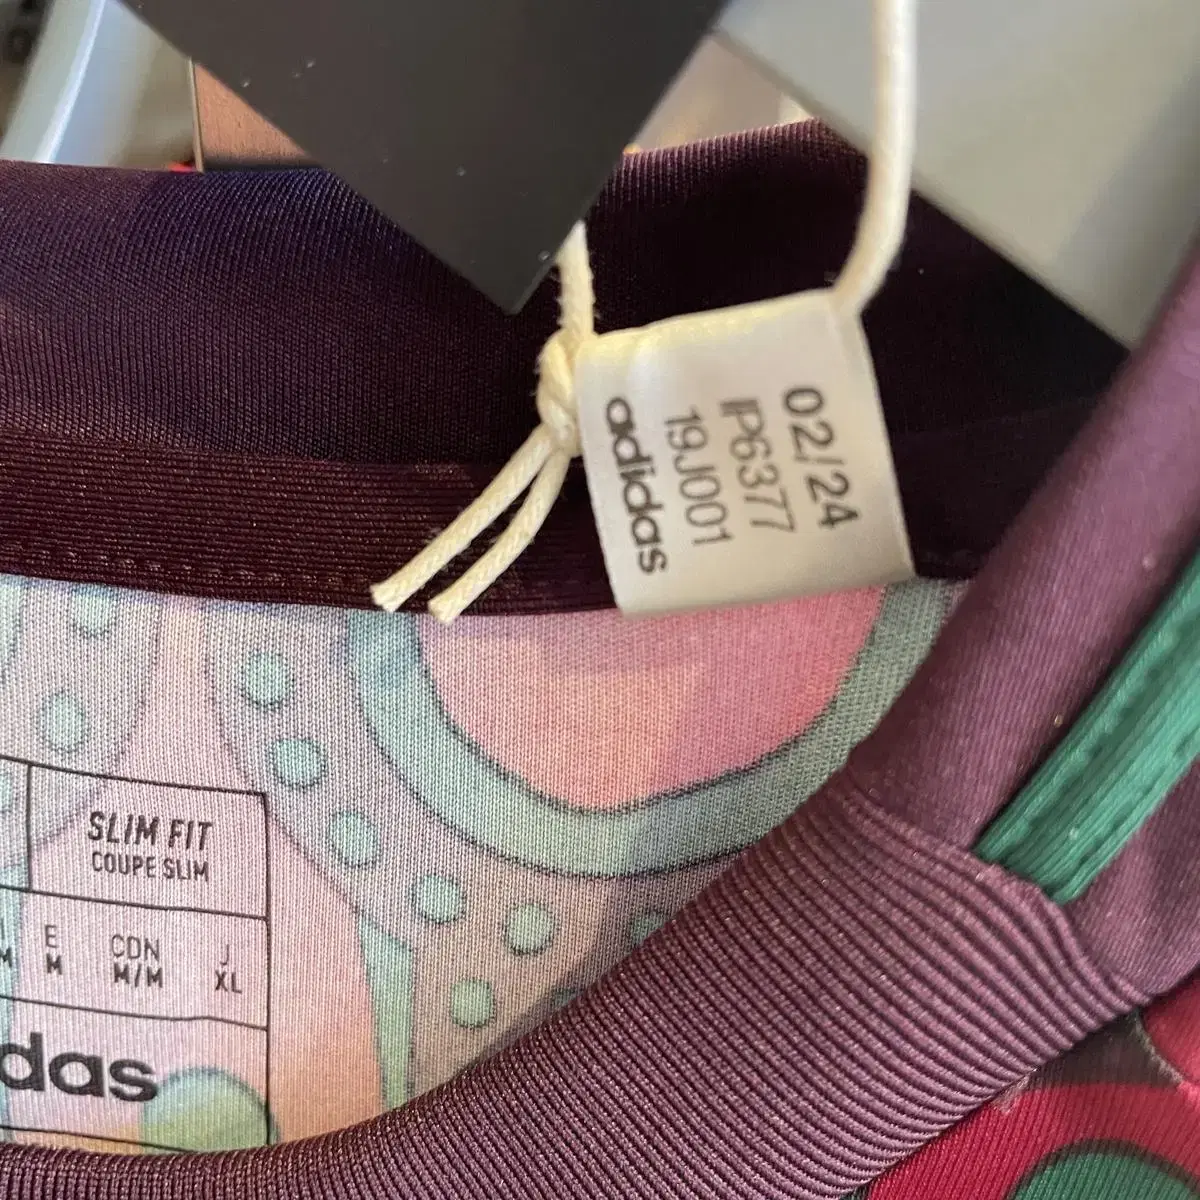 adidas
19J001
IP6377
02/24
SLIM FIT
COUPE SLIM
E CDN J
M M/M XL
das